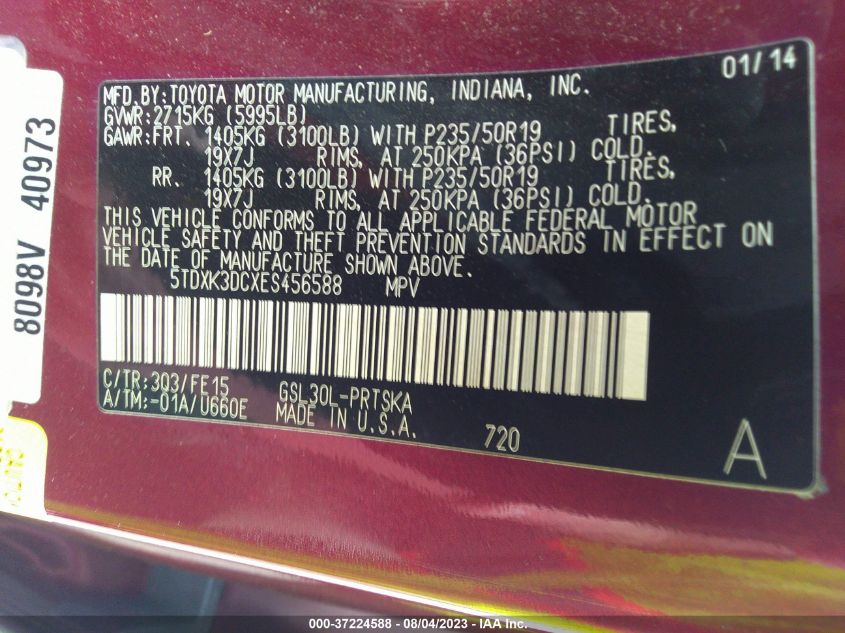 01/14
MFD. BY: TOYOTA MOTOR MANUFACTURING, INDIANA, INC.
GVWR: 2715KG (5995LB)
GAWR: FRT. 1405KG (3100LB) WITH P235/50R19 TIRES,
19X7J RIMS, AT 250KPA (36PSI) COLD.
RR. 1405KG (3100LB) WITH P235/50R19 TIRES,
19X7J RIMS, AT 250KPA (36PSI) COLD.
THIS VEHICLE CONFORMS TO ALL APPLICABLE FEDERAL MOTOR
VEHICLE SAFETY AND THEFT PREVENTION STANDARDS IN EFFECT ON
THE DATE OF MANUFACTURE SHOWN ABOVE.
5TDXK3DCXES456588 MPV
C/TR: 3Q3/FE15 GSL30L-PRTSKA
A/TM: -01A/U660E MADE IN U.S.A.
720
A
8098V 40973
000-37224588 - 08/04/2023 - IAA Inc.